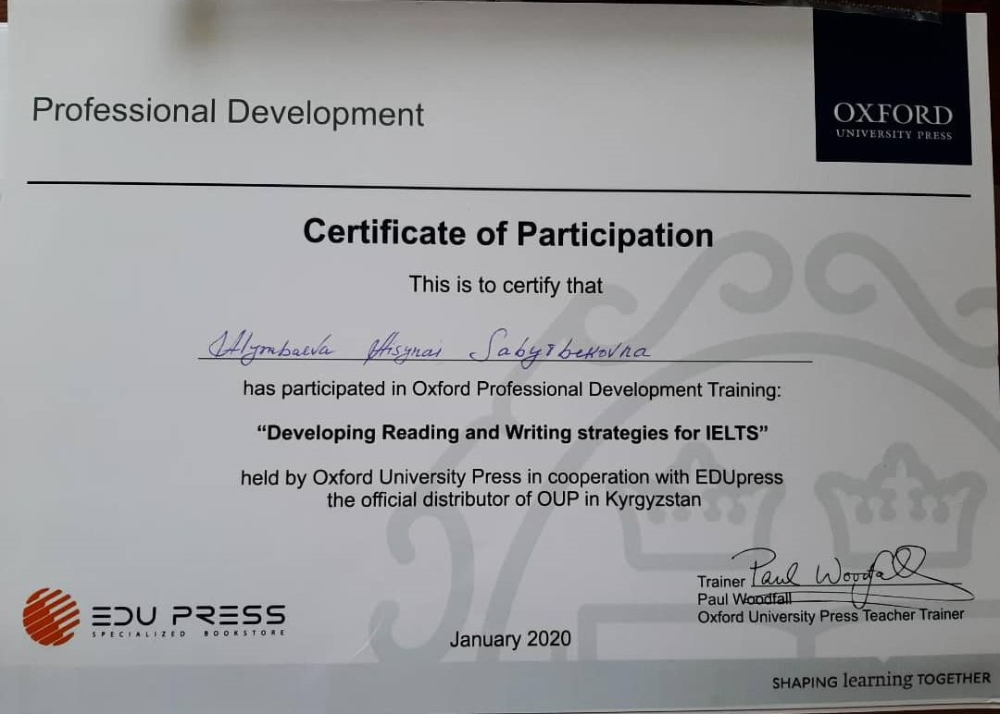 Professional Development
OXFORD
UNIVERSITY PRESS
Certificate of Participation
This is to certify that
Alymbaeva Aisynai Sabyrbekovna
has participated in Oxford Professional Development Training:
“Developing Reading and Writing strategies for IELTS”
held by Oxford University Press in cooperation with EDUpress
the official distributor of OUP in Kyrgyzstan
Trainer Paul Woodfall
Paul Woodfall
Oxford University Press Teacher Trainer
EDU PRESS
SPECIALIZED BOOKSTORE
January 2020
SHAPING learning TOGETHER